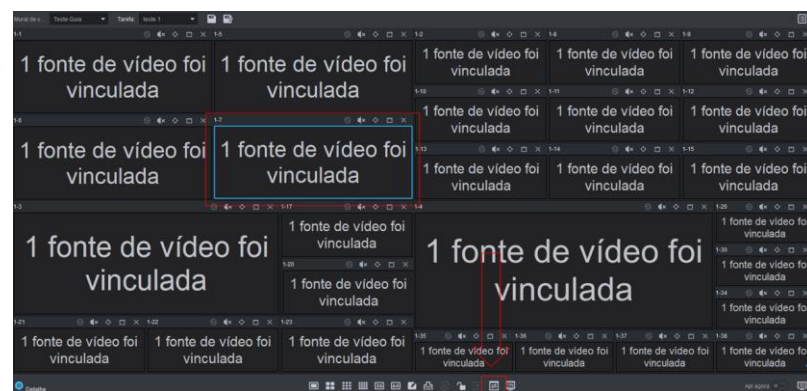 Mural de v... Teste Guia Tarefa teste 1
1-1 1-5 1-2 1-8 1-9
1 fonte de vídeo foi
vinculada
1 fonte de vídeo foi
vinculada
1 fonte de vídeo foi
vinculada
1 fonte de vídeo foi
vinculada
1 fonte de vídeo foi
vinculada
1-10 1-11 1-12
1 fonte de vídeo foi
vinculada
1 fonte de vídeo foi
vinculada
1 fonte de vídeo foi
vinculada
1-6 1-7
1 fonte de vídeo foi
vinculada
1 fonte de vídeo foi
vinculada
1-13 1-14 1-15
1 fonte de vídeo foi
vinculada
1 fonte de vídeo foi
vinculada
1 fonte de vídeo foi
vinculada
1-3 1-17 1-4
1 fonte de vídeo foi
vinculada
1 fonte de vídeo foi
vinculada
1 fonte de vídeo foi
vinculada
1 fonte de vídeo foi
vinculada
1-30
1 fonte de vídeo foi
vinculada
1-34
1 fonte de vídeo foi
vinculada
1-20
1 fonte de vídeo foi
vinculada
1-21 1-22 1-23
1 fonte de vídeo foi
vinculada
1 fonte de vídeo foi
vinculada
1 fonte de vídeo foi
vinculada
1-35 1-36 1-37 1-38
1 fonte de vídeo foi
vinculada
1 fonte de vídeo foi
vinculada
1 fonte de vídeo foi
vinculada
1 fonte de vídeo foi
vinculada
Detalhe
Apl agora